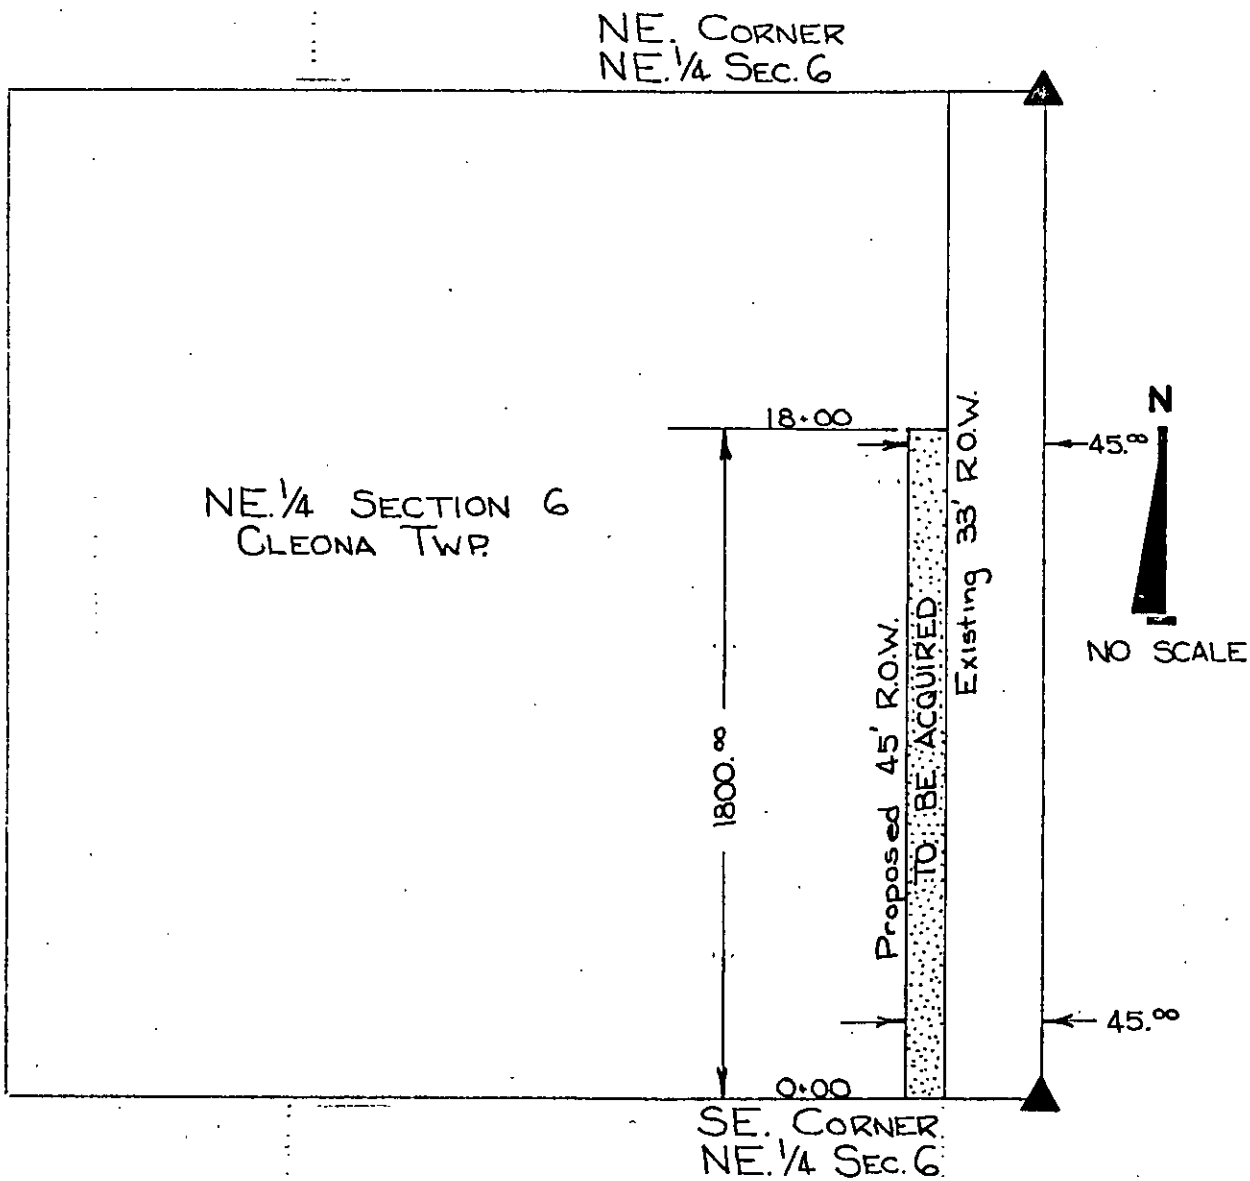 NE. CORNER
NE. 1/4 SEC. 6
18+00
45.00
N
NO SCALE
NE. 1/4 SECTION 6
CLEONA TWP.
1800.00
Proposed 45' R.O.W.
TO BE ACQUIRED
Existing 33' R.O.W.
45.00
0+00
SE. CORNER
NE. 1/4 SEC. 6